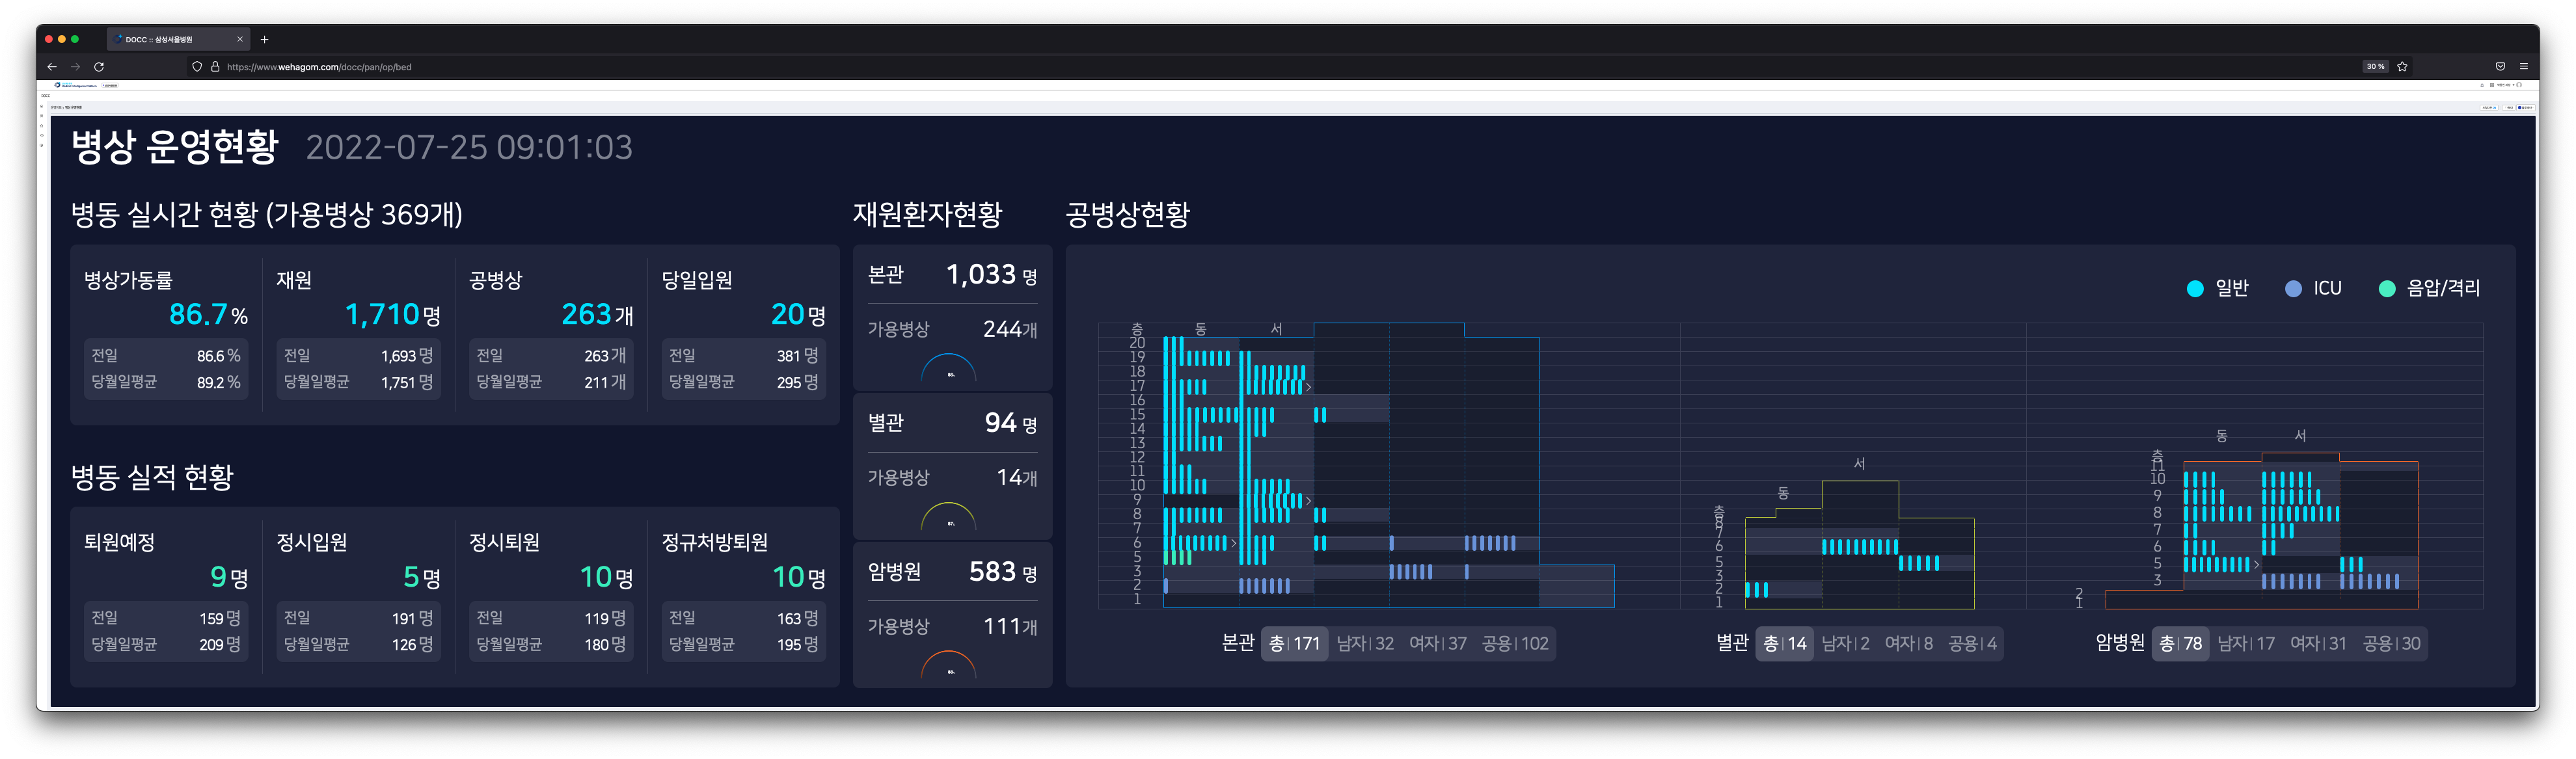 DOCC :: 삼성서울병원
https://www.wehagom.com/docc/pan/op/bed
30 %
DOCC
병상 운영현황 2022-07-25 09:01:03
병동 실시간 현황 (가용병상 369개)
병상가동률
86.7 %
전일 86.6 %
당월일평균 89.2 %
재원
1,710 명
전일 1,693 명
당월일평균 1,751 명
공병상
263 개
전일 263 개
당월일평균 211 개
당일입원
20 명
전일 381 명
당월일평균 295 명
병동 실적 현황
퇴원예정
9 명
전일 159 명
당월일평균 209 명
정시입원
5 명
전일 191 명
당월일평균 126 명
정시퇴원
10 명
전일 119 명
당월일평균 180 명
정규처방퇴원
10 명
전일 163 명
당월일평균 195 명
재원환자현황
본관 1,033 명
가용병상 244개
별관 94 명
가용병상 14개
암병원 583 명
가용병상 111개
공병상현황
일반 ICU 음압/격리
층 동 서
20
19
18
17
16
15
14
13
12
11
10
9
8
7
6
5
3
2
1
본관 총 | 171 남자 | 32 여자 | 37 공용 | 102
동 서
층
8
7
6
5
3
2
1
별관 총 | 14 남자 | 2 여자 | 8 공용 | 4
동 서
층
11
10
9
8
7
6
5
3
2
1
암병원 총 | 78 남자 | 17 여자 | 31 공용 | 30